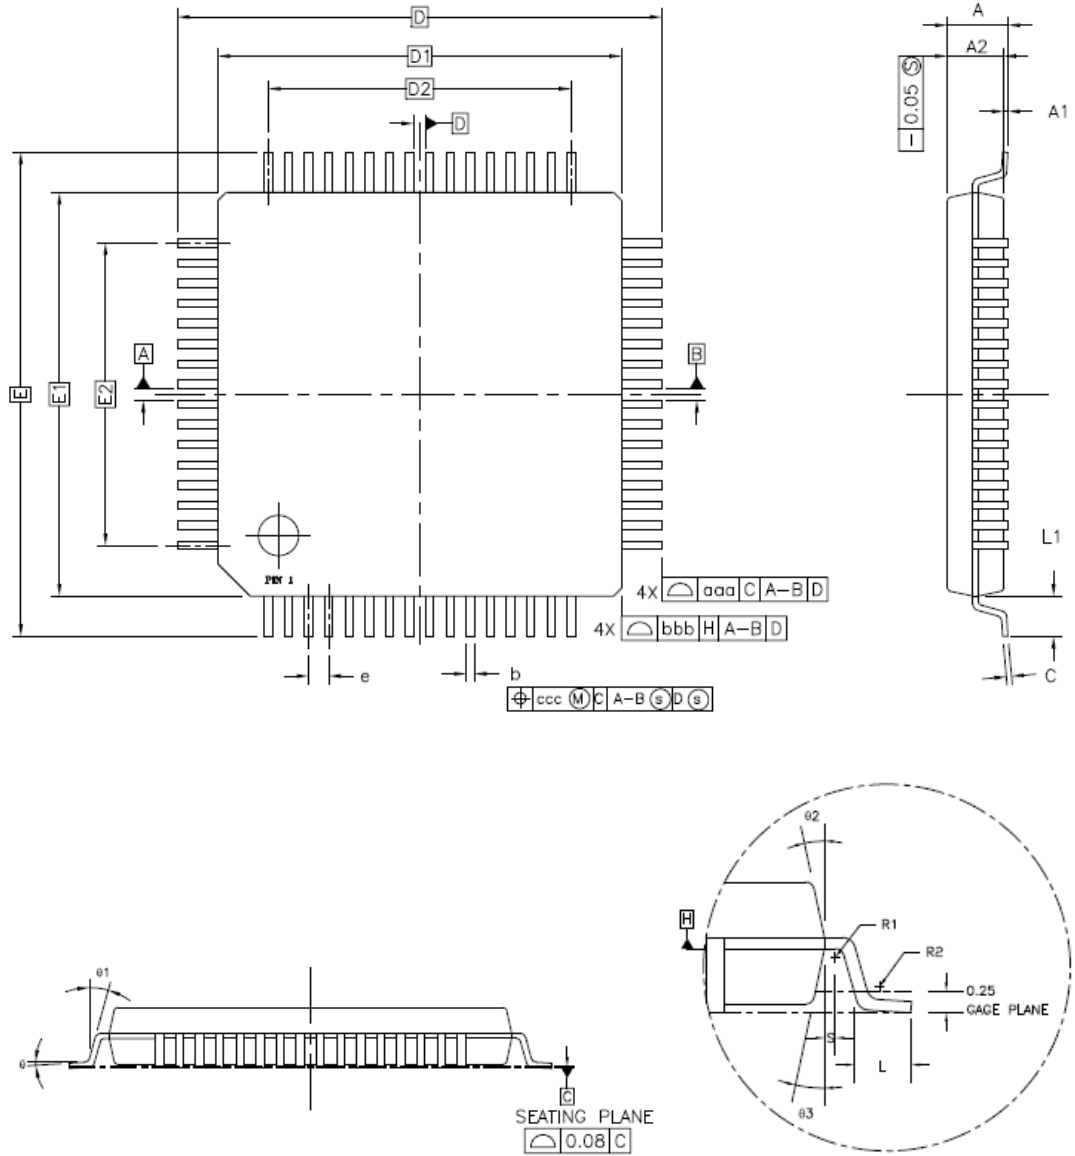 D
D1
D2
D
A
A2
A1
— 0.05 Ⓢ
A
B
E
E1
E2
PIN 1
4X ⌓ aaa C A–B D
4X ⌓ bbb H A–B D
L1
e
b
⌖ ccc Ⓜ C A–B ⓢ D ⓢ
C
θ2
H
R1
R2
0.25
GAGE PLANE
S
L
θ3
θ1
θ
C
SEATING PLANE
⌓ 0.08 C